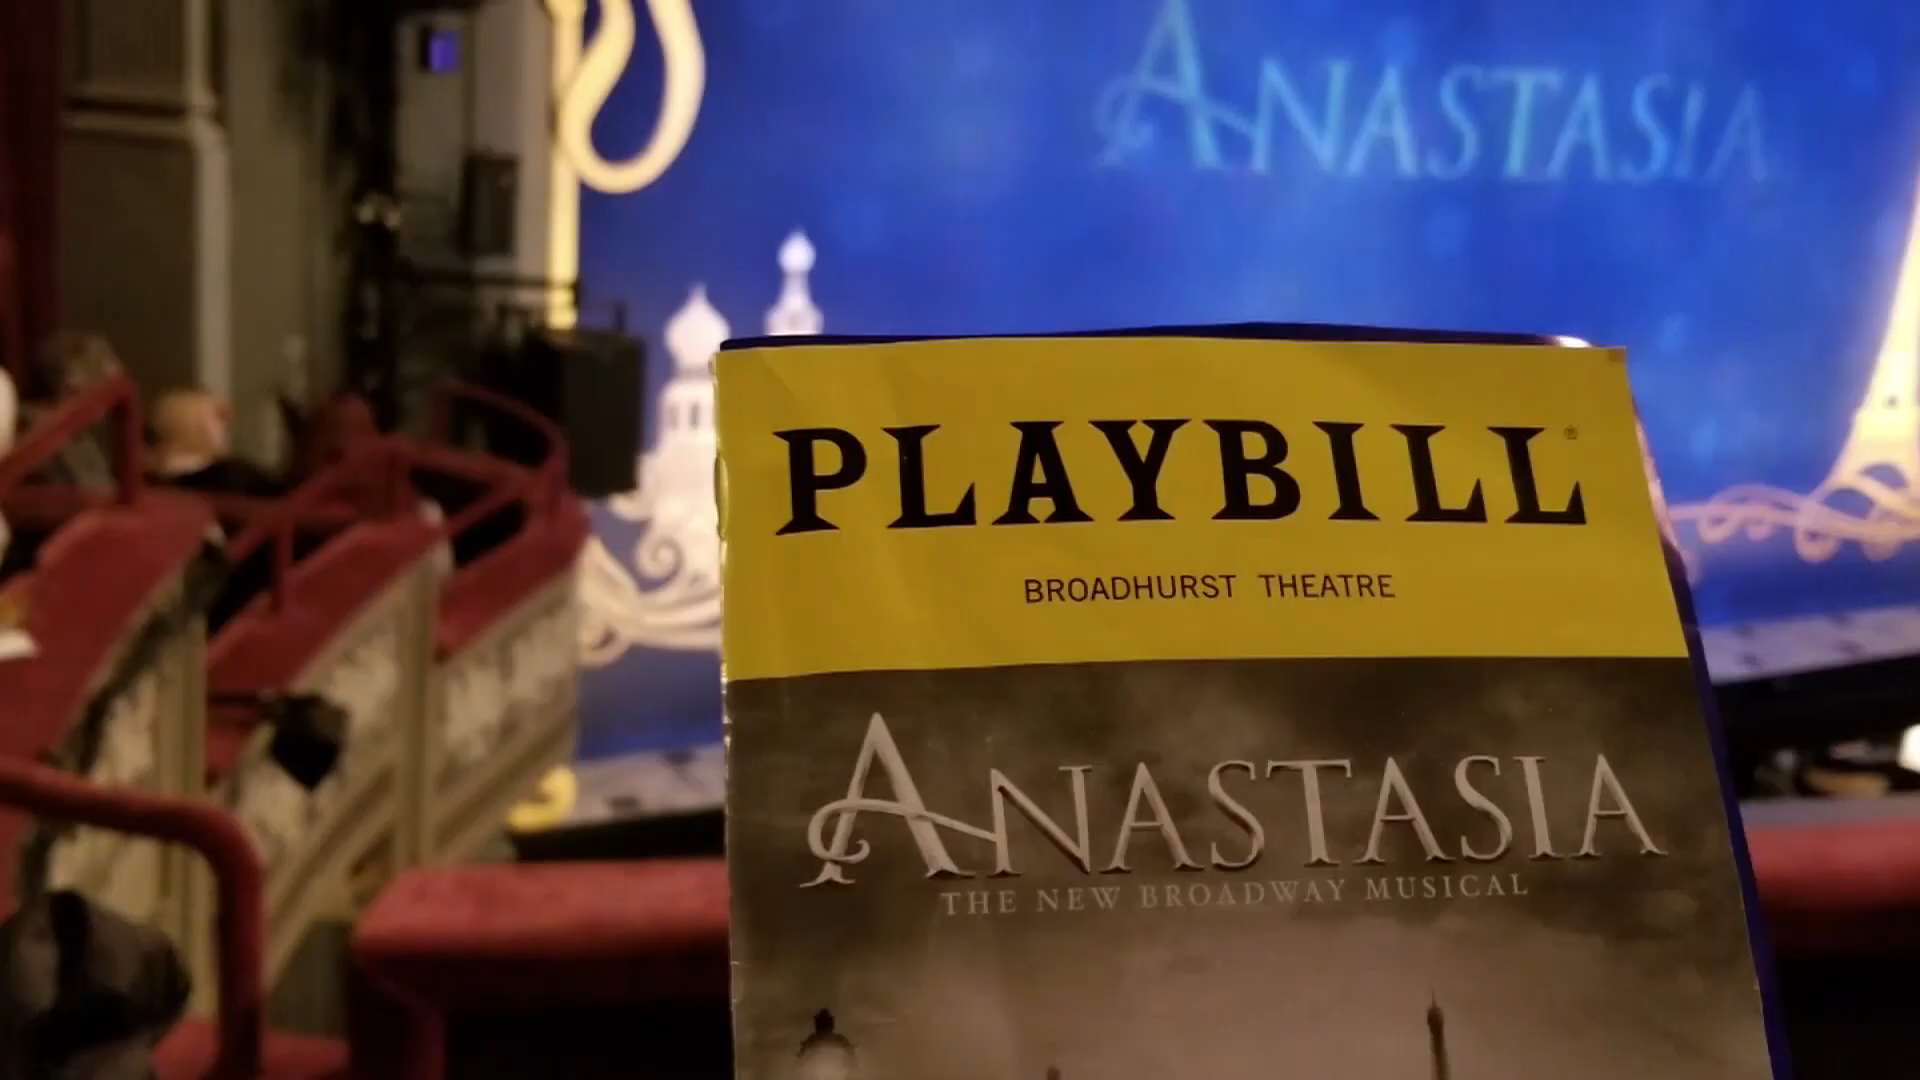 ANASTASIA
PLAYBILL®
BROADHURST THEATRE
ANASTASIA
THE NEW BROADWAY MUSICAL